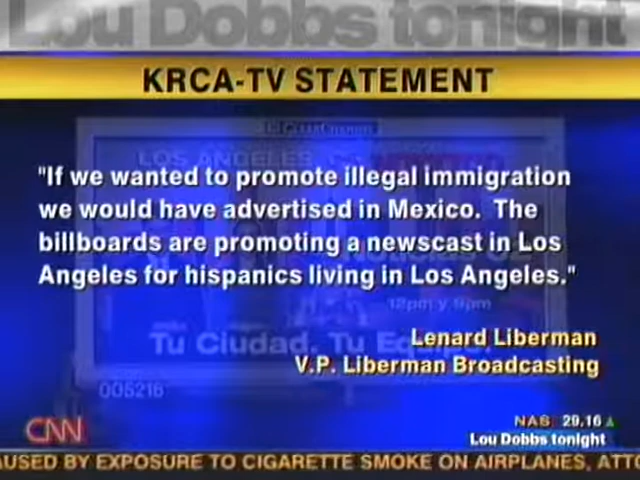 Lou Dobbs tonight
KRCA-TV STATEMENT
LOS ANGELES, CA
"If we wanted to promote illegal immigration
we would have advertised in Mexico. The
billboards are promoting a newscast in Los
Angeles for hispanics living in Los Angeles."
Noticias 62
12pm y 9pm
Tu Ciudad. Tu Equipo.
Lenard Liberman
V.P. Liberman Broadcasting
005216
CNN
NAS 29.16
Lou Dobbs tonight
AUSED BY EXPOSURE TO CIGARETTE SMOKE ON AIRPLANES, ATTO